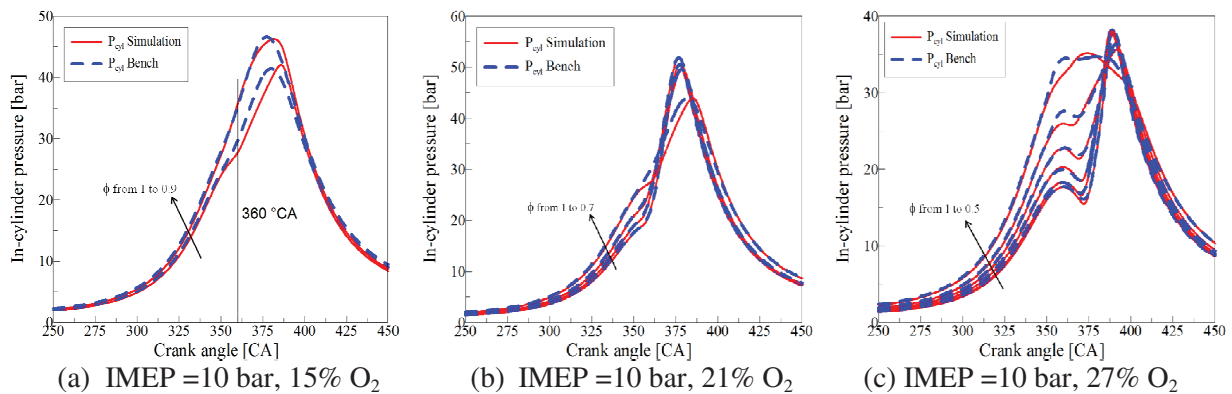 50
40
30
20
10
0
In-cylinder pressure [bar]
P_cyl Simulation
P_cyl Bench
ϕ from 1 to 0.9
360 °CA
250 300 325 350 375 400 425 450
Crank angle [CA]
(a) IMEP =10 bar, 15% O₂
60
50
40
30
20
10
In-cylinder pressure [bar]
P_cyl Simulation
P_cyl Bench
ϕ from 1 to 0.7
250 275 300 325 350 375 400 425 450
Crank angle [CA]
(b) IMEP =10 bar, 21% O₂
40
30
20
10
0
In-cylinder pressure [bar]
P_cyl Simulation
P_cyl Bench
ϕ from 1 to 0.5
250 275 300 325 350 375 400 425 450
Crank angle [CA]
(c) IMEP =10 bar, 27% O₂